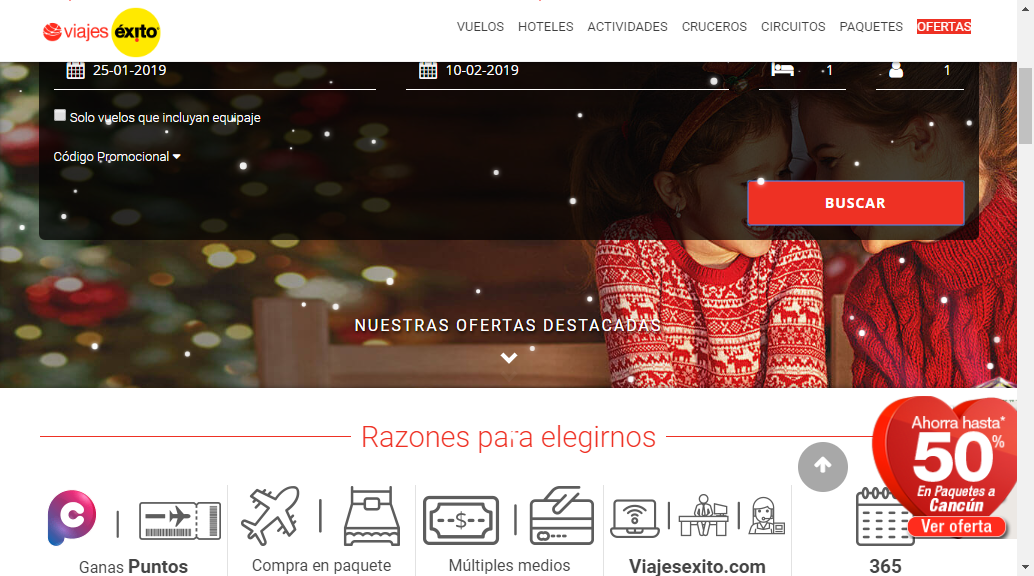 viajes éxito
VUELOS HOTELES ACTIVIDADES CRUCEROS CIRCUITOS PAQUETES OFERTAS
25-01-2019 10-02-2019 1 1
Solo vuelos que incluyan equipaje
Código Promocional
BUSCAR
NUESTRAS OFERTAS DESTACADAS
Razones para elegirnos
Ahorra hasta*
50%
En Paquetes a
Cancún
Ver oferta
Ganas Puntos
Compra en paquete
Múltiples medios
Viajesexito.com
365